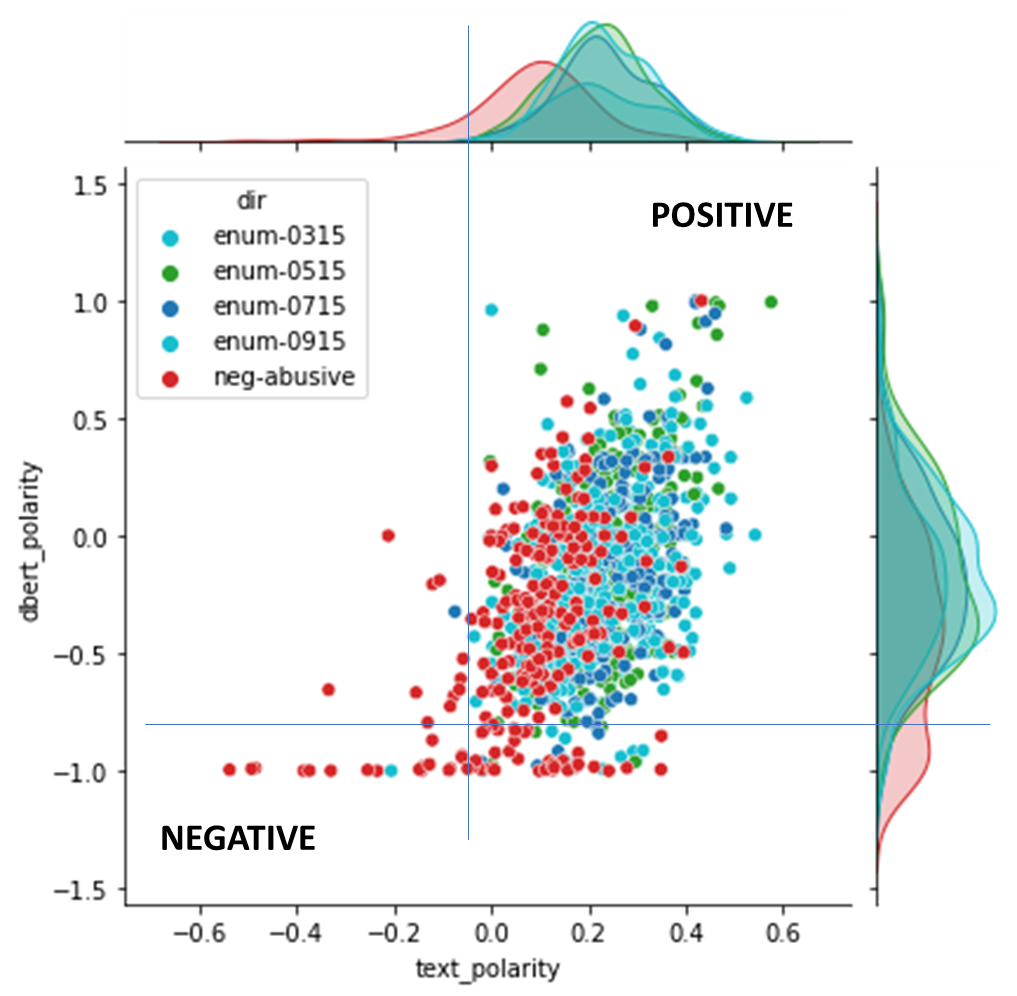 POSITIVE
dir
enum-0315
enum-0515
enum-0715
enum-0915
neg-abusive
1.5
1.0
0.5
0.0
−0.5
−1.0
−1.5
dbert_polarity
NEGATIVE
−0.6 −0.4 −0.2 0.0 0.2 0.4 0.6
text_polarity